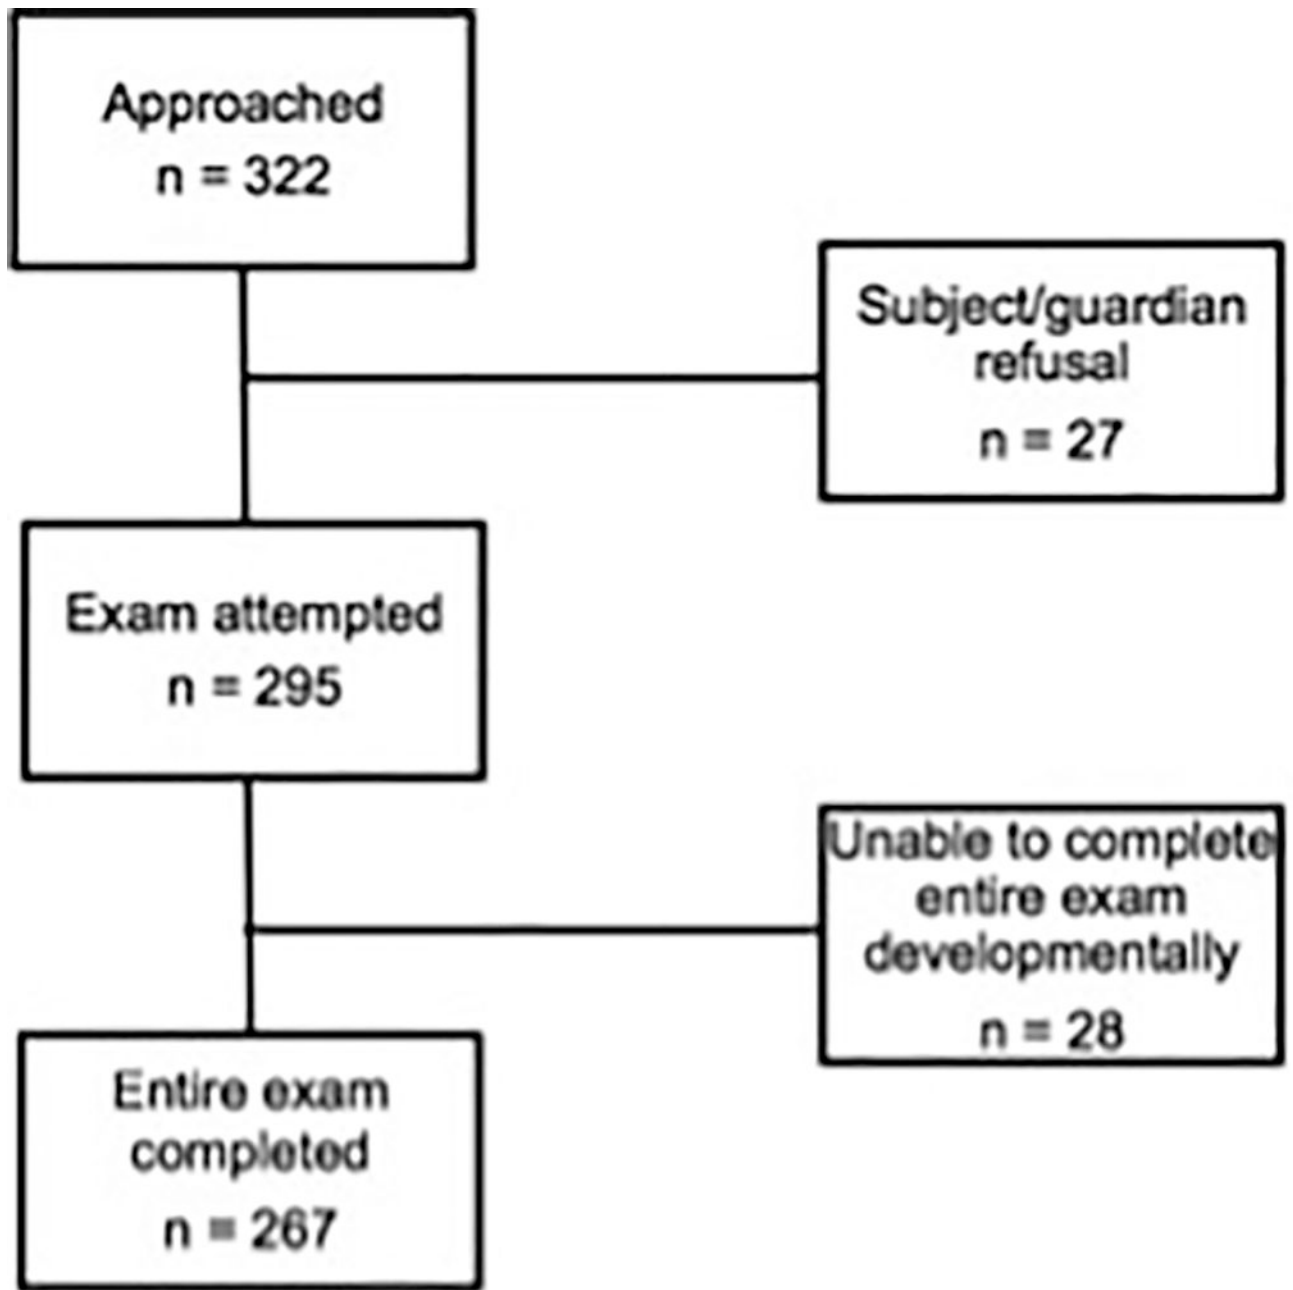 Approached
n = 322
Subject/guardian
refusal
n = 27
Exam attempted
n = 295
Unable to complete
entire exam
developmentally
n = 28
Entire exam
completed
n = 267